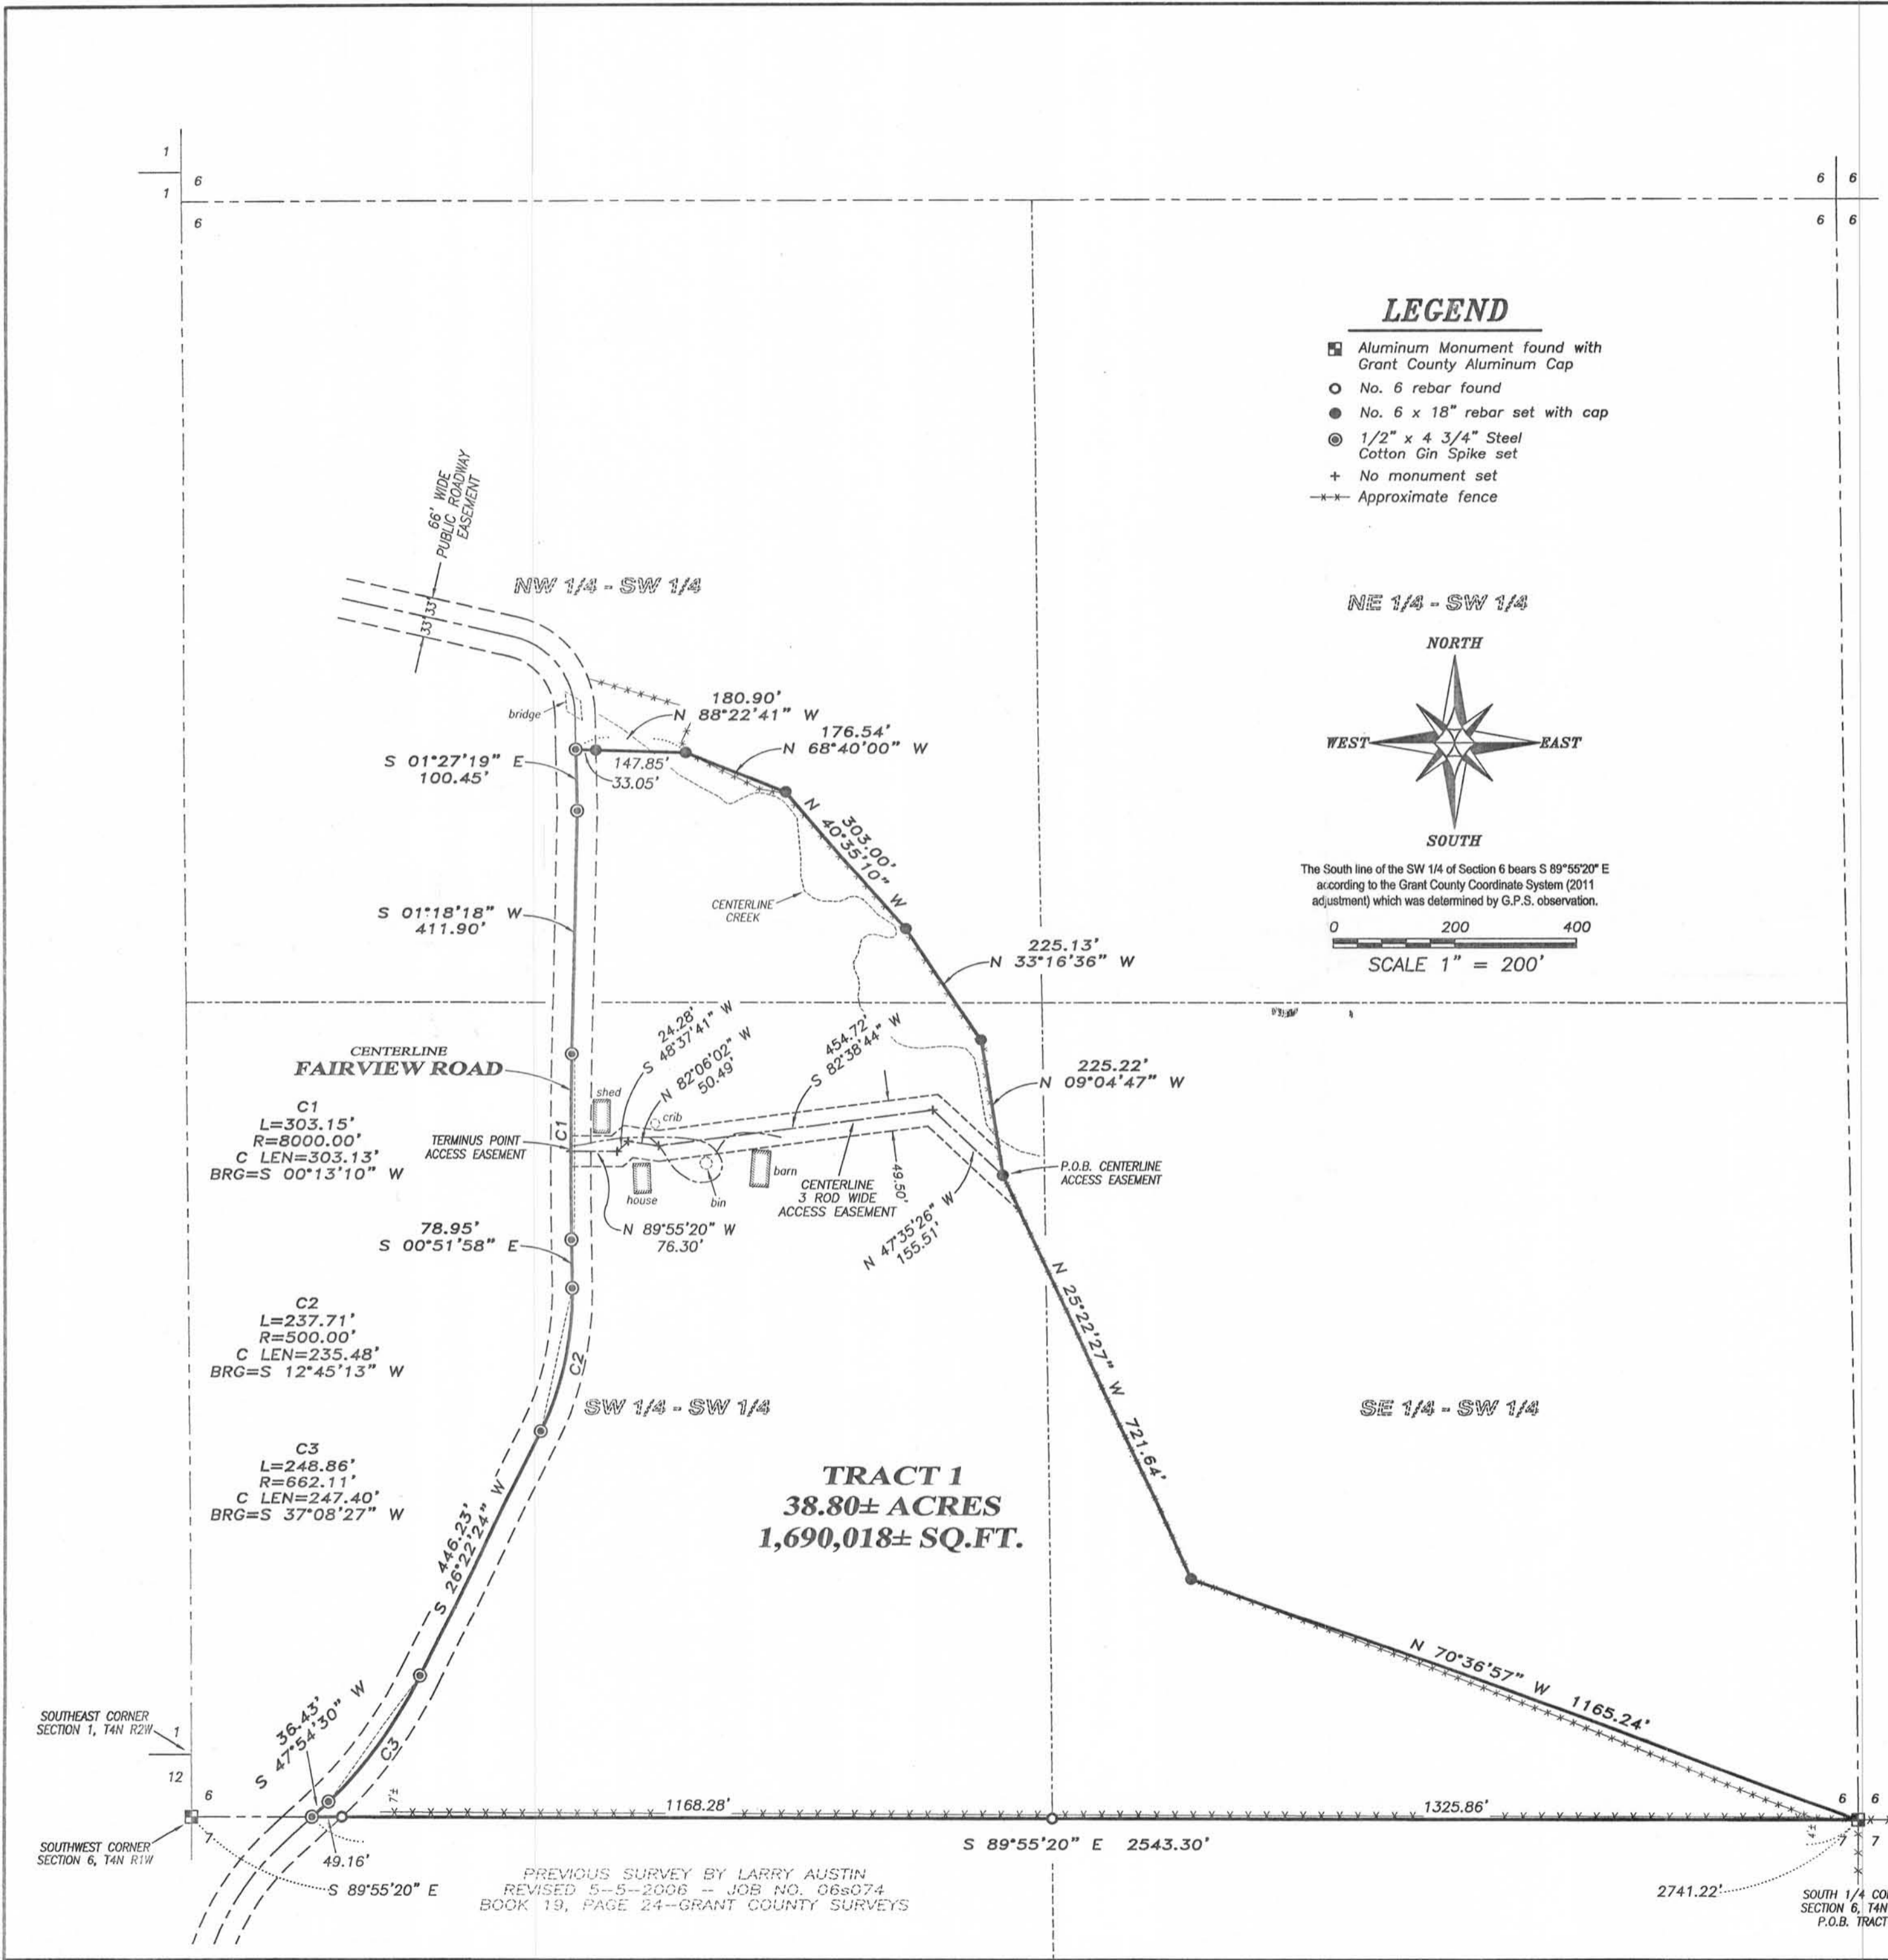 1
6
1
6
6 6
6 6
LEGEND
Aluminum Monument found with
Grant County Aluminum Cap
No. 6 rebar found
No. 6 x 18" rebar set with cap
1/2" x 4 3/4" Steel
Cotton Gin Spike set
No monument set
Approximate fence
66' WIDE
PUBLIC ROADWAY
EASEMENT
33' 33'
NW 1/4 - SW 1/4
NE 1/4 - SW 1/4
NORTH
WEST
EAST
SOUTH
The South line of the SW 1/4 of Section 6 bears S 89°55'20" E
according to the Grant County Coordinate System (2011
adjustment) which was determined by G.P.S. observation.
0 200 400
SCALE 1" = 200'
bridge
180.90'
N 88°22'41" W
176.54'
N 68°40'00" W
147.85'
33.05'
S 01°27'19" E
100.45'
303.00'
N 40°35'10" W
S 01°18'18" W
411.90'
CENTERLINE
CREEK
225.13'
N 33°16'36" W
24.28'
S 48°37'41" W
N 82°06'02" W
50.49'
454.72'
S 82°38'44" W
225.22'
N 09°04'47" W
CENTERLINE
FAIRVIEW ROAD
C1
L=303.15'
R=8000.00'
C LEN=303.13'
BRG=S 00°13'10" W
TERMINUS POINT
ACCESS EASEMENT
C1
shed
crib
house
bin
barn
CENTERLINE
3 ROD WIDE
ACCESS EASEMENT
49.50'
P.O.B. CENTERLINE
ACCESS EASEMENT
N 89°55'20" W
76.30'
N 47°35'26" W
155.51'
78.95'
S 00°51'58" E
N 25°22'27" W 721.64'
C2
L=237.71'
R=500.00'
C LEN=235.48'
BRG=S 12°45'13" W
C2
SW 1/4 - SW 1/4
SE 1/4 - SW 1/4
C3
L=248.86'
R=662.11'
C LEN=247.40'
BRG=S 37°08'27" W
446.23'
S 26°22'24" W
TRACT 1
38.80± ACRES
1,690,018± SQ.FT.
N 70°36'57" W 1165.24'
SOUTHEAST CORNER
SECTION 1, T4N R2W
1
12
6
7
36.43'
S 47°54'30" W
C3
7'±
1168.28'
1325.86'
6 6
7 7
4'±
SOUTHWEST CORNER
SECTION 6, T4N R1W
49.16'
S 89°55'20" E
S 89°55'20" E 2543.30'
PREVIOUS SURVEY BY LARRY AUSTIN
REVISED 5--5--2006 -- JOB NO. 06s074
BOOK 19, PAGE 24--GRANT COUNTY SURVEYS
2741.22'
SOUTH 1/4
SECTION 6, T4N
P.O.B. TRACT